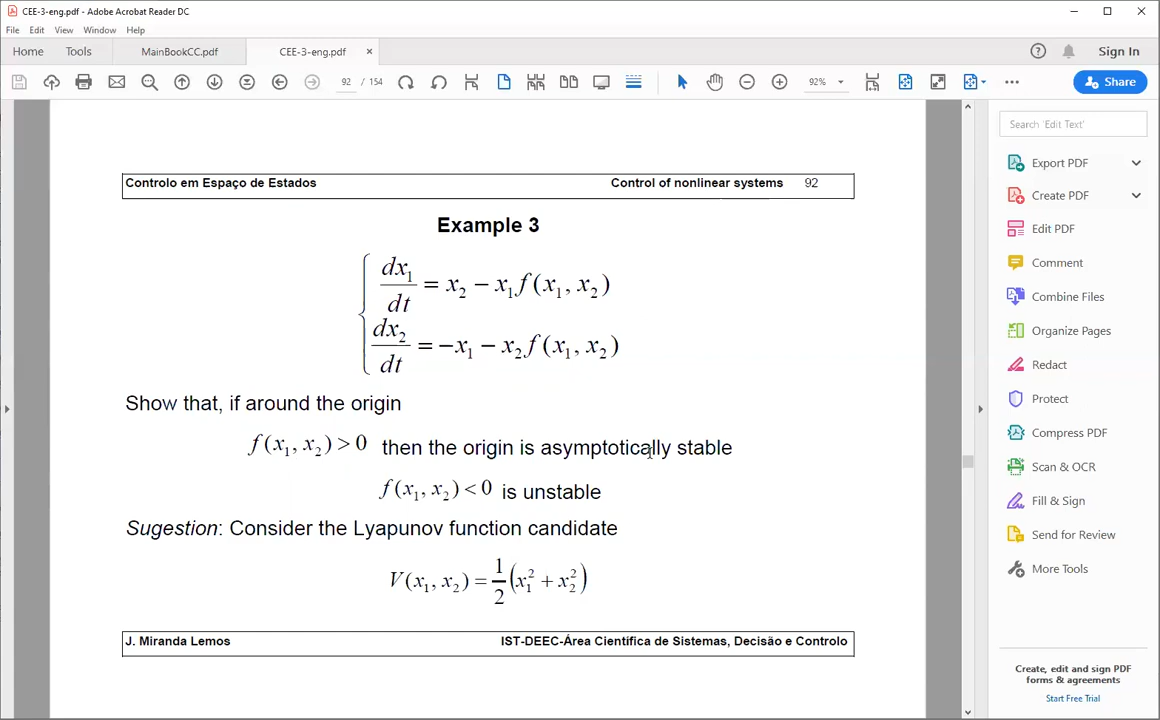 CEE-3-eng.pdf - Adobe Acrobat Reader DC
File Edit View Window Help
Home Tools MainBookCC.pdf CEE-3-eng.pdf × Sign In
92 / 154 92% Share
Search 'Edit Text'
Export PDF
Create PDF
Edit PDF
Comment
Combine Files
Organize Pages
Redact
Protect
Compress PDF
Scan & OCR
Fill & Sign
Send for Review
More Tools
Create, edit and sign PDF
forms & agreements
Start Free Trial
Controlo em Espaço de Estados Control of nonlinear systems 92
Example 3
dx₁/dt = x₂ − x₁f(x₁, x₂)
dx₂/dt = −x₁ − x₂f(x₁, x₂)
Show that, if around the origin
f(x₁, x₂) > 0 then the origin is asymptotically stable
f(x₁, x₂) < 0 is unstable
Sugestion: Consider the Lyapunov function candidate
V(x₁, x₂) = 1/2 (x₁² + x₂²)
J. Miranda Lemos IST-DEEC-Área Científica de Sistemas, Decisão e Controlo